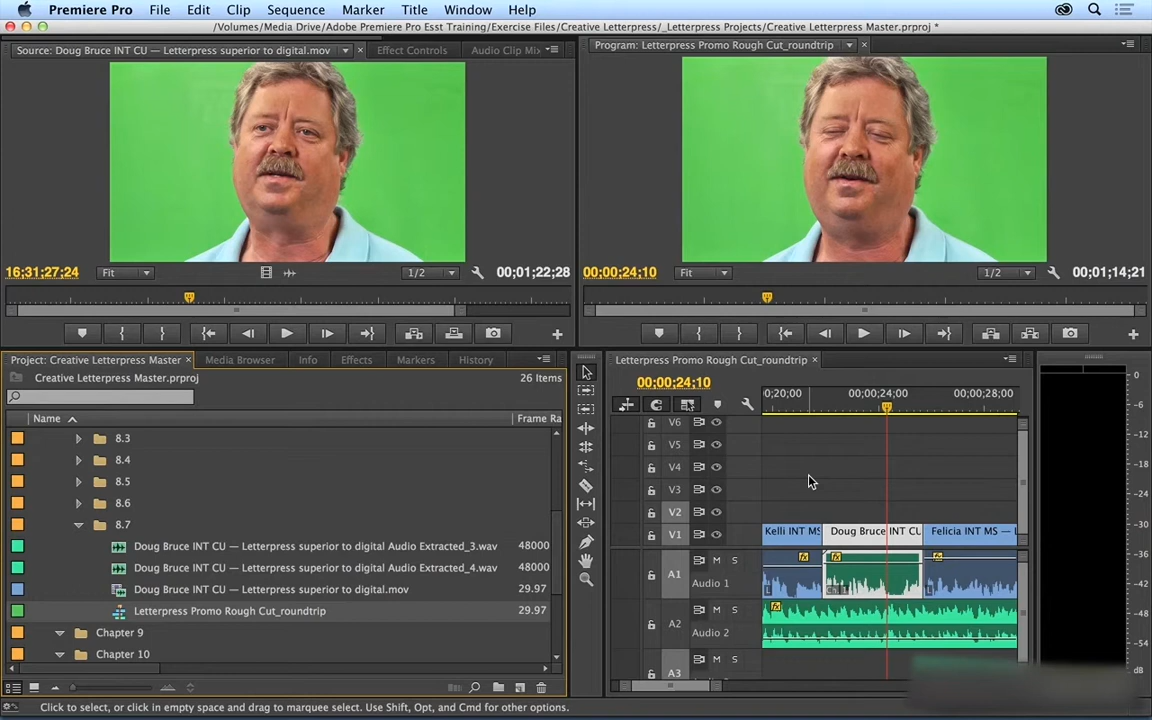 Premiere Pro File Edit Clip Sequence Marker Title Window Help
/Volumes/Media Drive/Adobe Premiere Pro Esst Training/Exercise Files/Creative Letterpress/_Letterpress Projects/Creative Letterpress Master.prproj *
Source: Doug Bruce INT CU — Letterpress superior to digital.mov Effect Controls Audio Clip Mix
Program: Letterpress Promo Rough Cut_roundtrip
16;31;27;24 Fit 1/2 00;01;22;28
00;00;24;10 Fit 1/2 00;01;14;21
Project: Creative Letterpress Master Media Browser Info Effects Markers History
Creative Letterpress Master.prproj 26 Items
Name Frame Ra
8.3
8.4
8.5
8.6
8.7
Doug Bruce INT CU — Letterpress superior to digital Audio Extracted_3.wav 48000
Doug Bruce INT CU — Letterpress superior to digital Audio Extracted_4.wav 48000
Doug Bruce INT CU — Letterpress superior to digital.mov 29.97
Letterpress Promo Rough Cut_roundtrip 29.97
Chapter 9
Chapter 10
Letterpress Promo Rough Cut_roundtrip
00;00;24;10
0;20;00 00;00;24;00 00;00;28;00
V6
V5
V4
V3
V2
V1 Kelli INT MS Doug Bruce INT CU Felicia INT MS — L
A1 M S
Audio 1
A2 M S
Audio 2
A3 M S
0
-6
-12
-18
-24
-30
-36
-42
-48
-54
dB
Click to select, or click in empty space and drag to marquee select. Use Shift, Opt, and Cmd for other options.